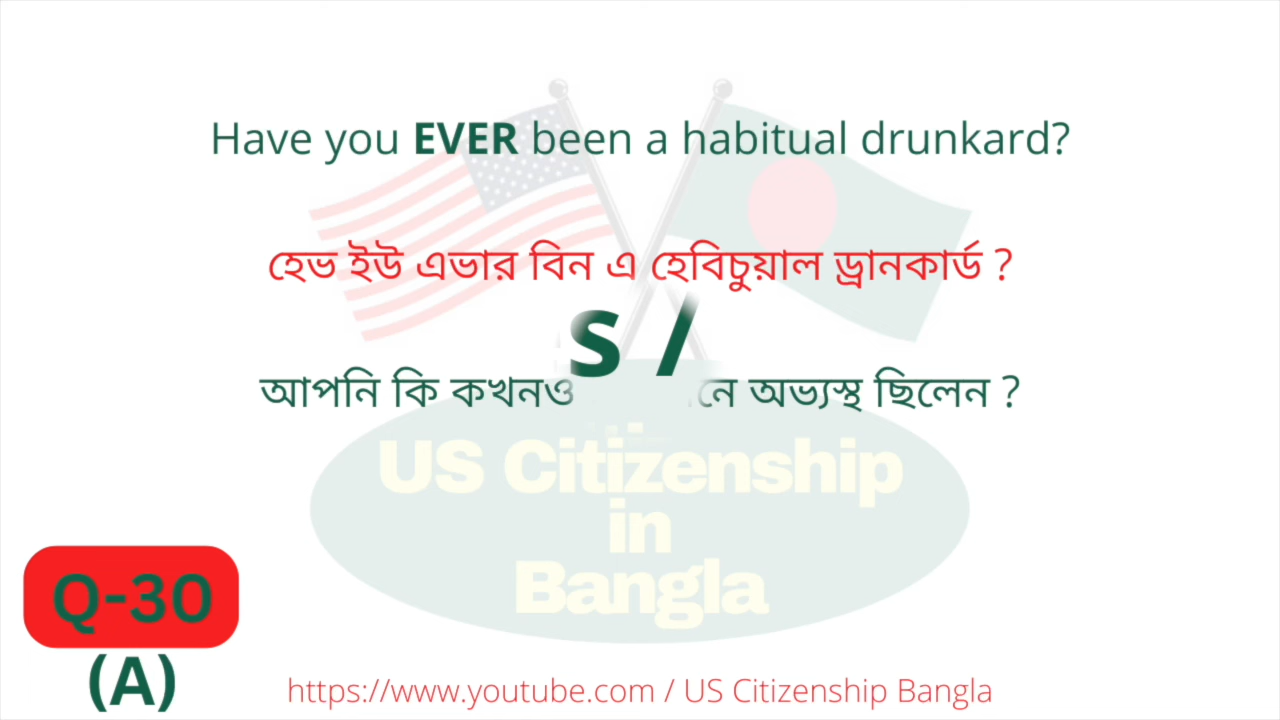 Have you EVER been a habitual drunkard?
হেভ ইউ এভার বিন এ হেবিচুয়াল ড্রানকার্ড ?
s /
আপনি কি কখনও অভ্যস্থ ছিলেন ?
US Citizenship
in
Bangla
Q-30
(A)
https://www.youtube.com / US Citizenship Bangla